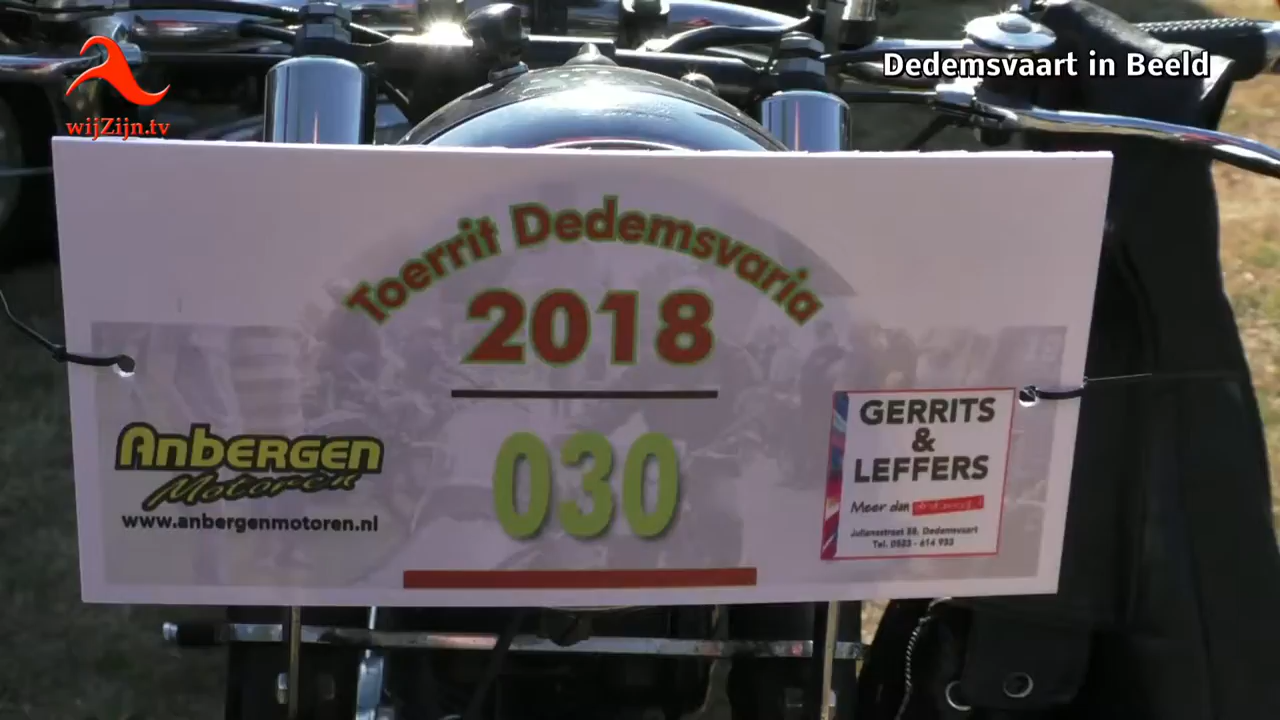 Dedemsvaart in Beeld
wijZijn.tv
Toerrit Dedemsvaria
2018
030
Anbergen
Motoren
www.anbergenmotoren.nl
GERRITS
&
LEFFERS
Meer dan
Julianastraat 58, Dedemsvaart
Tel. 0523 - 614 933